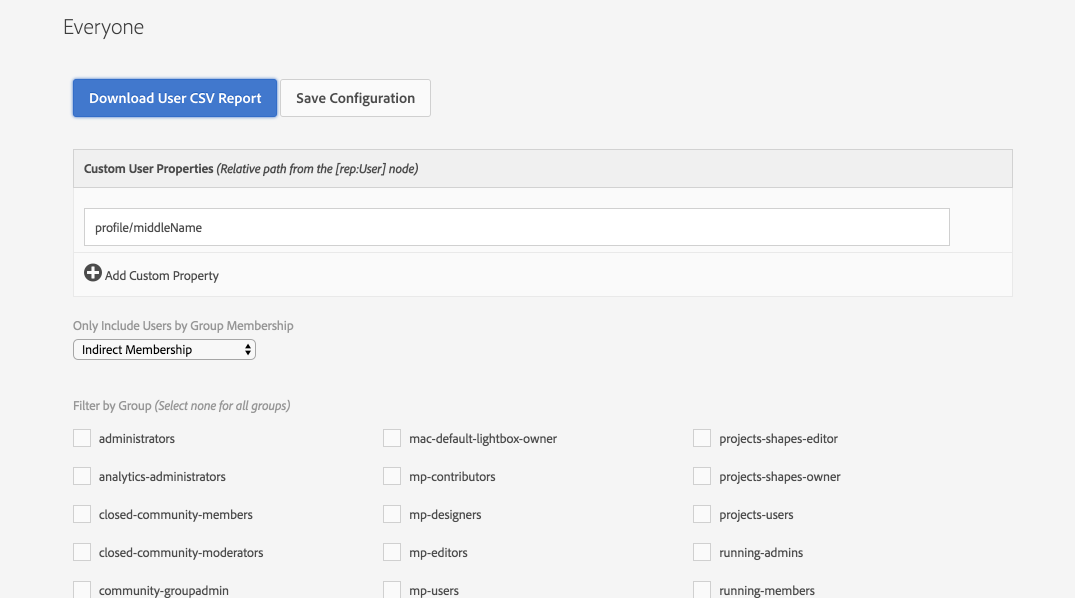 Everyone
Download User CSV Report Save Configuration
Custom User Properties (Relative path from the [rep:User] node)
profile/middleName
Add Custom Property
Only Include Users by Group Membership
Indirect Membership
Filter by Group (Select none for all groups)
administrators mac-default-lightbox-owner projects-shapes-editor
analytics-administrators mp-contributors projects-shapes-owner
closed-community-members mp-designers projects-users
closed-community-moderators mp-editors running-admins
community-groupadmin mp-users running-members